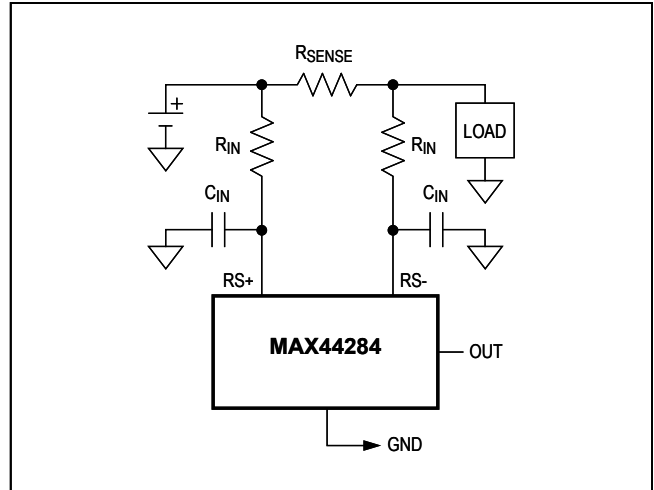 RSENSE
+
RIN
RIN
LOAD
CIN
CIN
RS+
RS-
MAX44284
OUT
GND